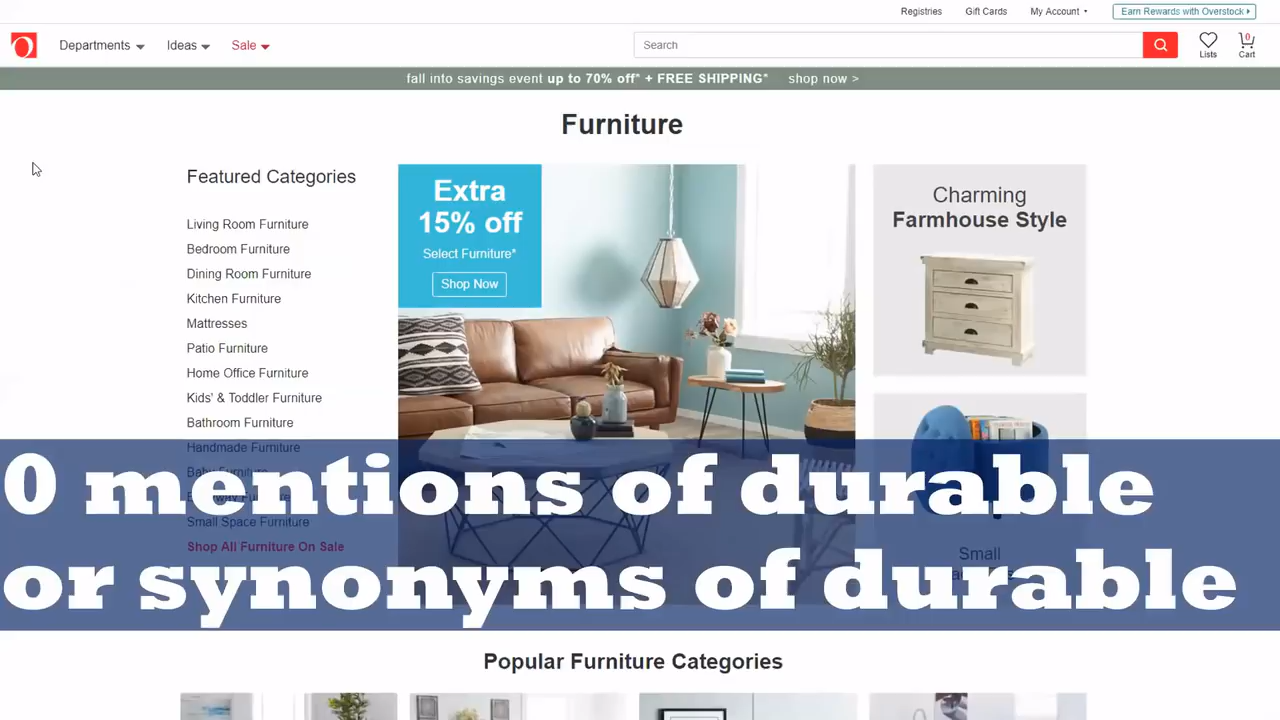 Registries
Gift Cards
My Account
Earn Rewards with Overstock
Departments
Ideas
Sale
Search
Lists
0
Cart
fall into savings event up to 70% off* + FREE SHIPPING* shop now >
Furniture
Featured Categories
Living Room Furniture
Bedroom Furniture
Dining Room Furniture
Kitchen Furniture
Mattresses
Patio Furniture
Home Office Furniture
Kids' & Toddler Furniture
Bathroom Furniture
Handmade Furniture
Baby Furniture
Small Space Furniture
Shop All Furniture On Sale
Extra
15% off
Select Furniture*
Shop Now
Charming
Farmhouse Style
Small
0 mentions of durable
or synonyms of durable
Popular Furniture Categories